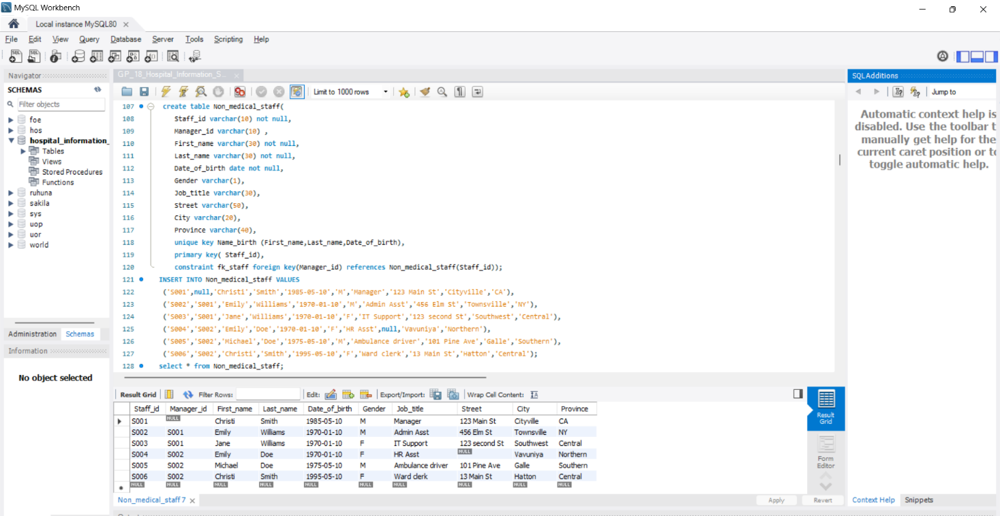 MySQL Workbench
Local instance MySQL80
File Edit View Query Database Server Tools Scripting Help
Navigator
SCHEMAS
Filter objects
foe
hos
hospital_information_
Tables
Views
Stored Procedures
Functions
ruhuna
sakila
sys
uop
uor
world
Administration Schemas
Information
No object selected
GP_18_Hospital_Information_S...
Limit to 1000 rows
107 create table Non_medical_staff(
108 Staff_id varchar(10) not null,
109 Manager_id varchar(10) ,
110 First_name varchar(30) not null,
111 Last_name varchar(30) not null,
112 Date_of_birth date not null,
113 Gender varchar(1),
114 Job_title varchar(30),
115 Street varchar(50),
116 City varchar(20),
117 Province varchar(40),
118 unique key Name_birth (First_name,Last_name,Date_of_birth),
119 primary key( Staff_id),
120 constraint fk_staff foreign key(Manager_id) references Non_medical_staff(Staff_id));
121 INSERT INTO Non_medical_staff VALUES
122 ('S001',null,'Christi','Smith','1985-05-10','M','Manager','123 Main St','Cityville','CA'),
123 ('S002','S001','Emily','Williams','1970-01-10','M','Admin Asst','456 Elm St','Townsville','NY'),
124 ('S003','S001','Jane','Williams','1970-01-10','F','IT Support','123 second St','Southwest','Central'),
125 ('S004','S002','Emily','Doe','1970-01-10','F','HR Asst',null,'Vavuniya','Northern'),
126 ('S005','S002','Michael','Doe','1975-05-10','M','Ambulance driver','101 Pine Ave','Galle','Southern'),
127 ('S006','S002','Christi','Smith','1995-05-10','F','Ward clerk','13 Main St','Hatton','Central');
128 select * from Non_medical_staff;
Result Grid Filter Rows: Edit: Export/Import: Wrap Cell Content:
Staff_id Manager_id First_name Last_name Date_of_birth Gender Job_title Street City Province
S001 NULL Christi Smith 1985-05-10 M Manager 123 Main St Cityville CA
S002 S001 Emily Williams 1970-01-10 M Admin Asst 456 Elm St Townsville NY
S003 S001 Jane Williams 1970-01-10 F IT Support 123 second St Southwest Central
S004 S002 Emily Doe 1970-01-10 F HR Asst NULL Vavuniya Northern
S005 S002 Michael Doe 1975-05-10 M Ambulance driver 101 Pine Ave Galle Southern
S006 S002 Christi Smith 1995-05-10 F Ward clerk 13 Main St Hatton Central
NULL NULL NULL NULL NULL NULL NULL NULL NULL NULL
Result
Grid
Form
Editor
Non_medical_staff 7
Apply Revert
SQLAdditions
Jump to
Automatic context help is
disabled. Use the toolbar t
manually get help for the
current caret position or to
toggle automatic help.
Context Help Snippets